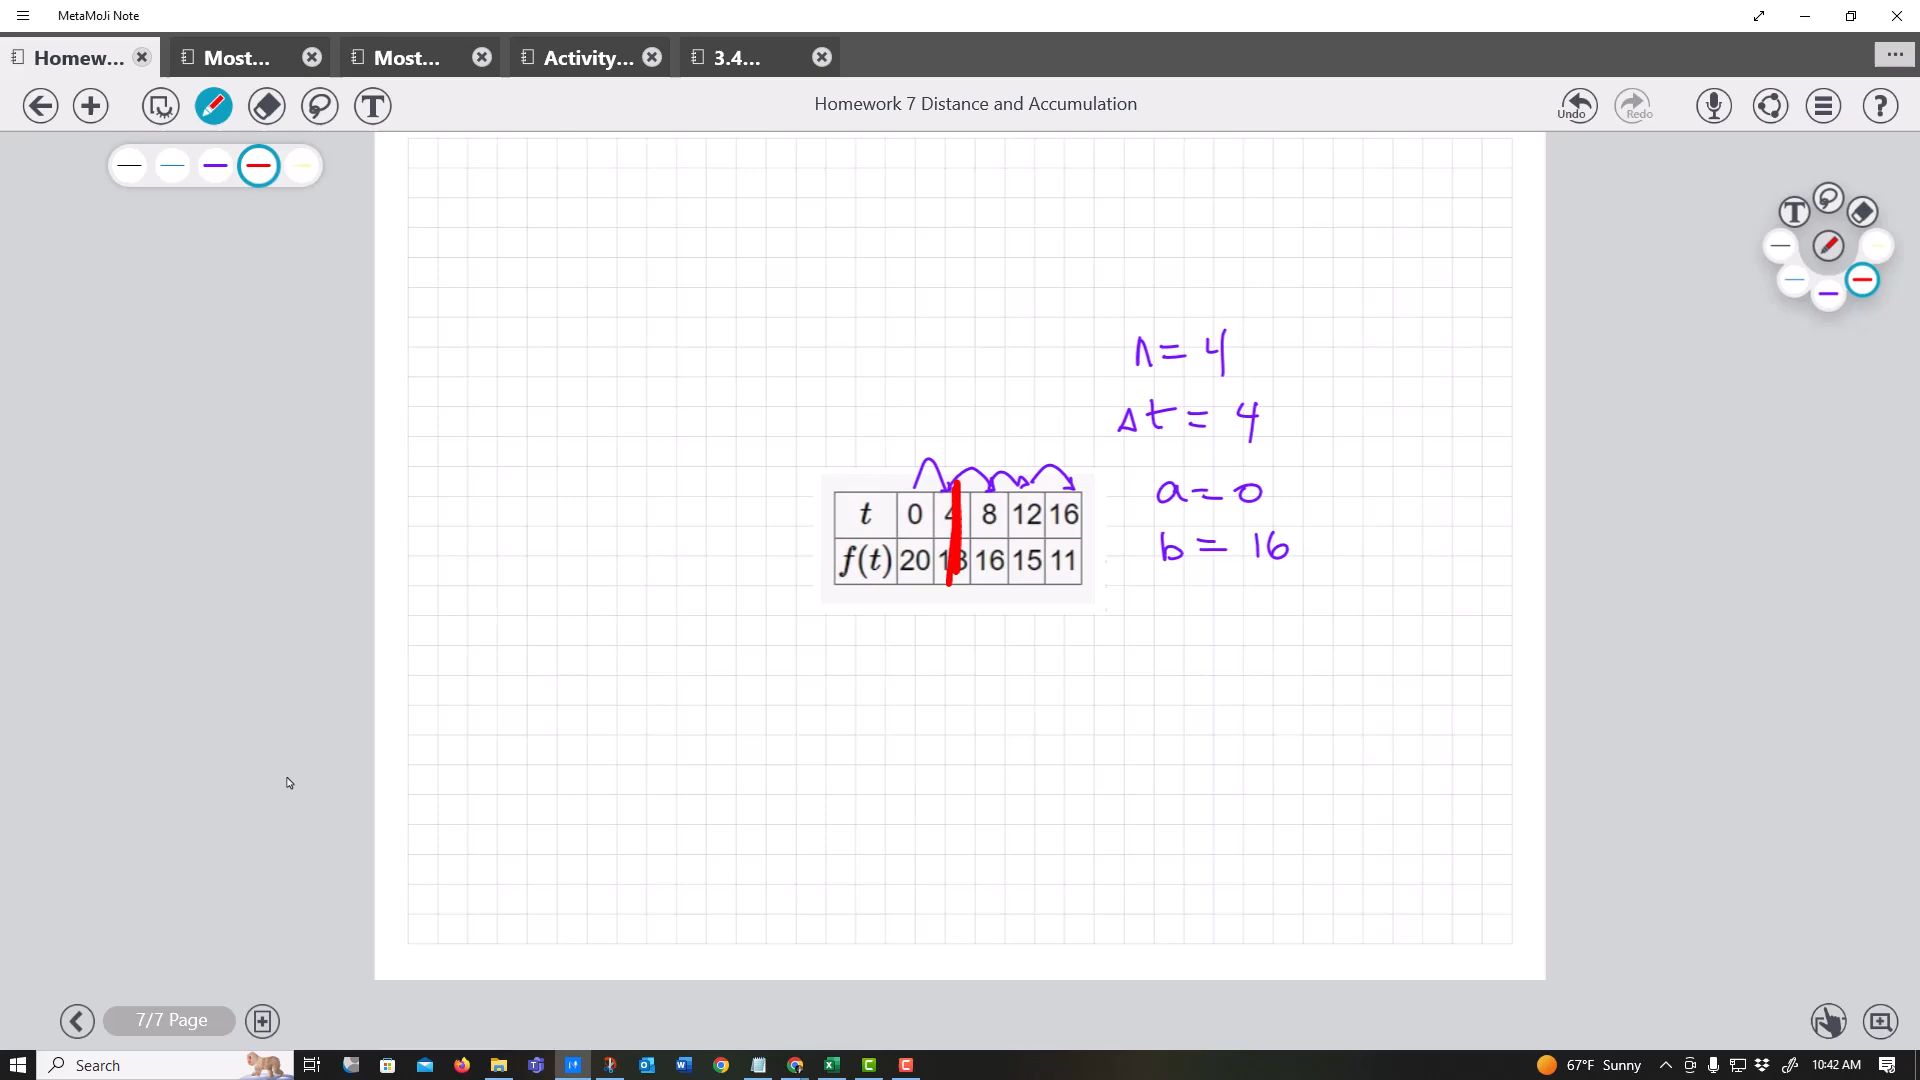 MetaMoJi Note
Homew...
Most...
Most...
Activity...
3.4...
T
Homework 7 Distance and Accumulation
Undo
Redo
?
T
n = 4
Δt = 4
a = 0
b = 16
t 0 4 8 12 16
f(t) 20 18 16 15 11
7/7 Page
Search
67°F Sunny
10:42 AM